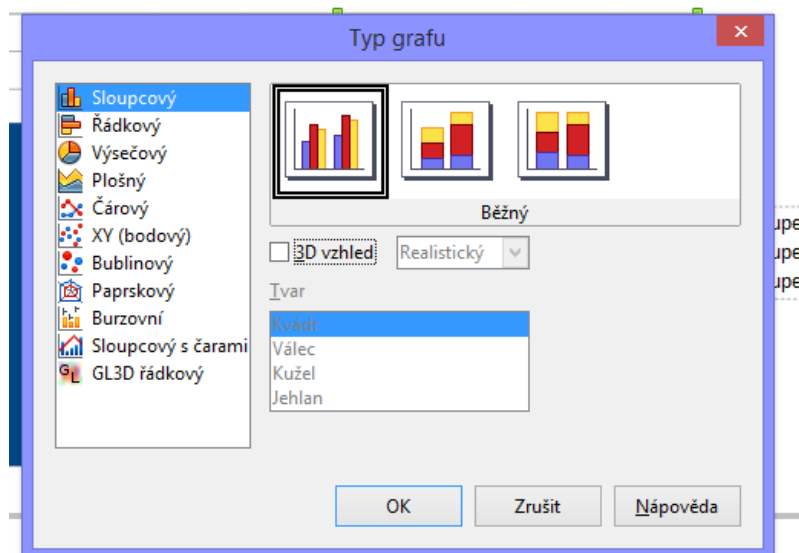 Typ grafu
Sloupcový
Řádkový
Výsečový
Plošný
Čárový
XY (bodový)
Bublinový
Paprskový
Burzovní
Sloupcový s čarami
GL3D řádkový
Běžný
3D vzhled
Realistický
Tvar
Kvádr
Válec
Kužel
Jehlan
OK
Zrušit
Nápověda